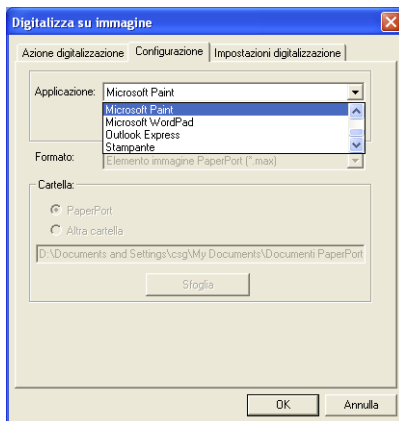 Digitalizza su immagine
Azione digitalizzazione Configurazione Impostazioni digitalizzazione
Applicazione: Microsoft Paint
Microsoft Paint
Microsoft WordPad
Outlook Express
Stampante
Formato: Elemento immagine PaperPort (*.max)
Cartella:
PaperPort
Altra cartella
D:\Documents and Settings\csg\My Documents\Documenti PaperPort
Sfoglia
OK Annulla